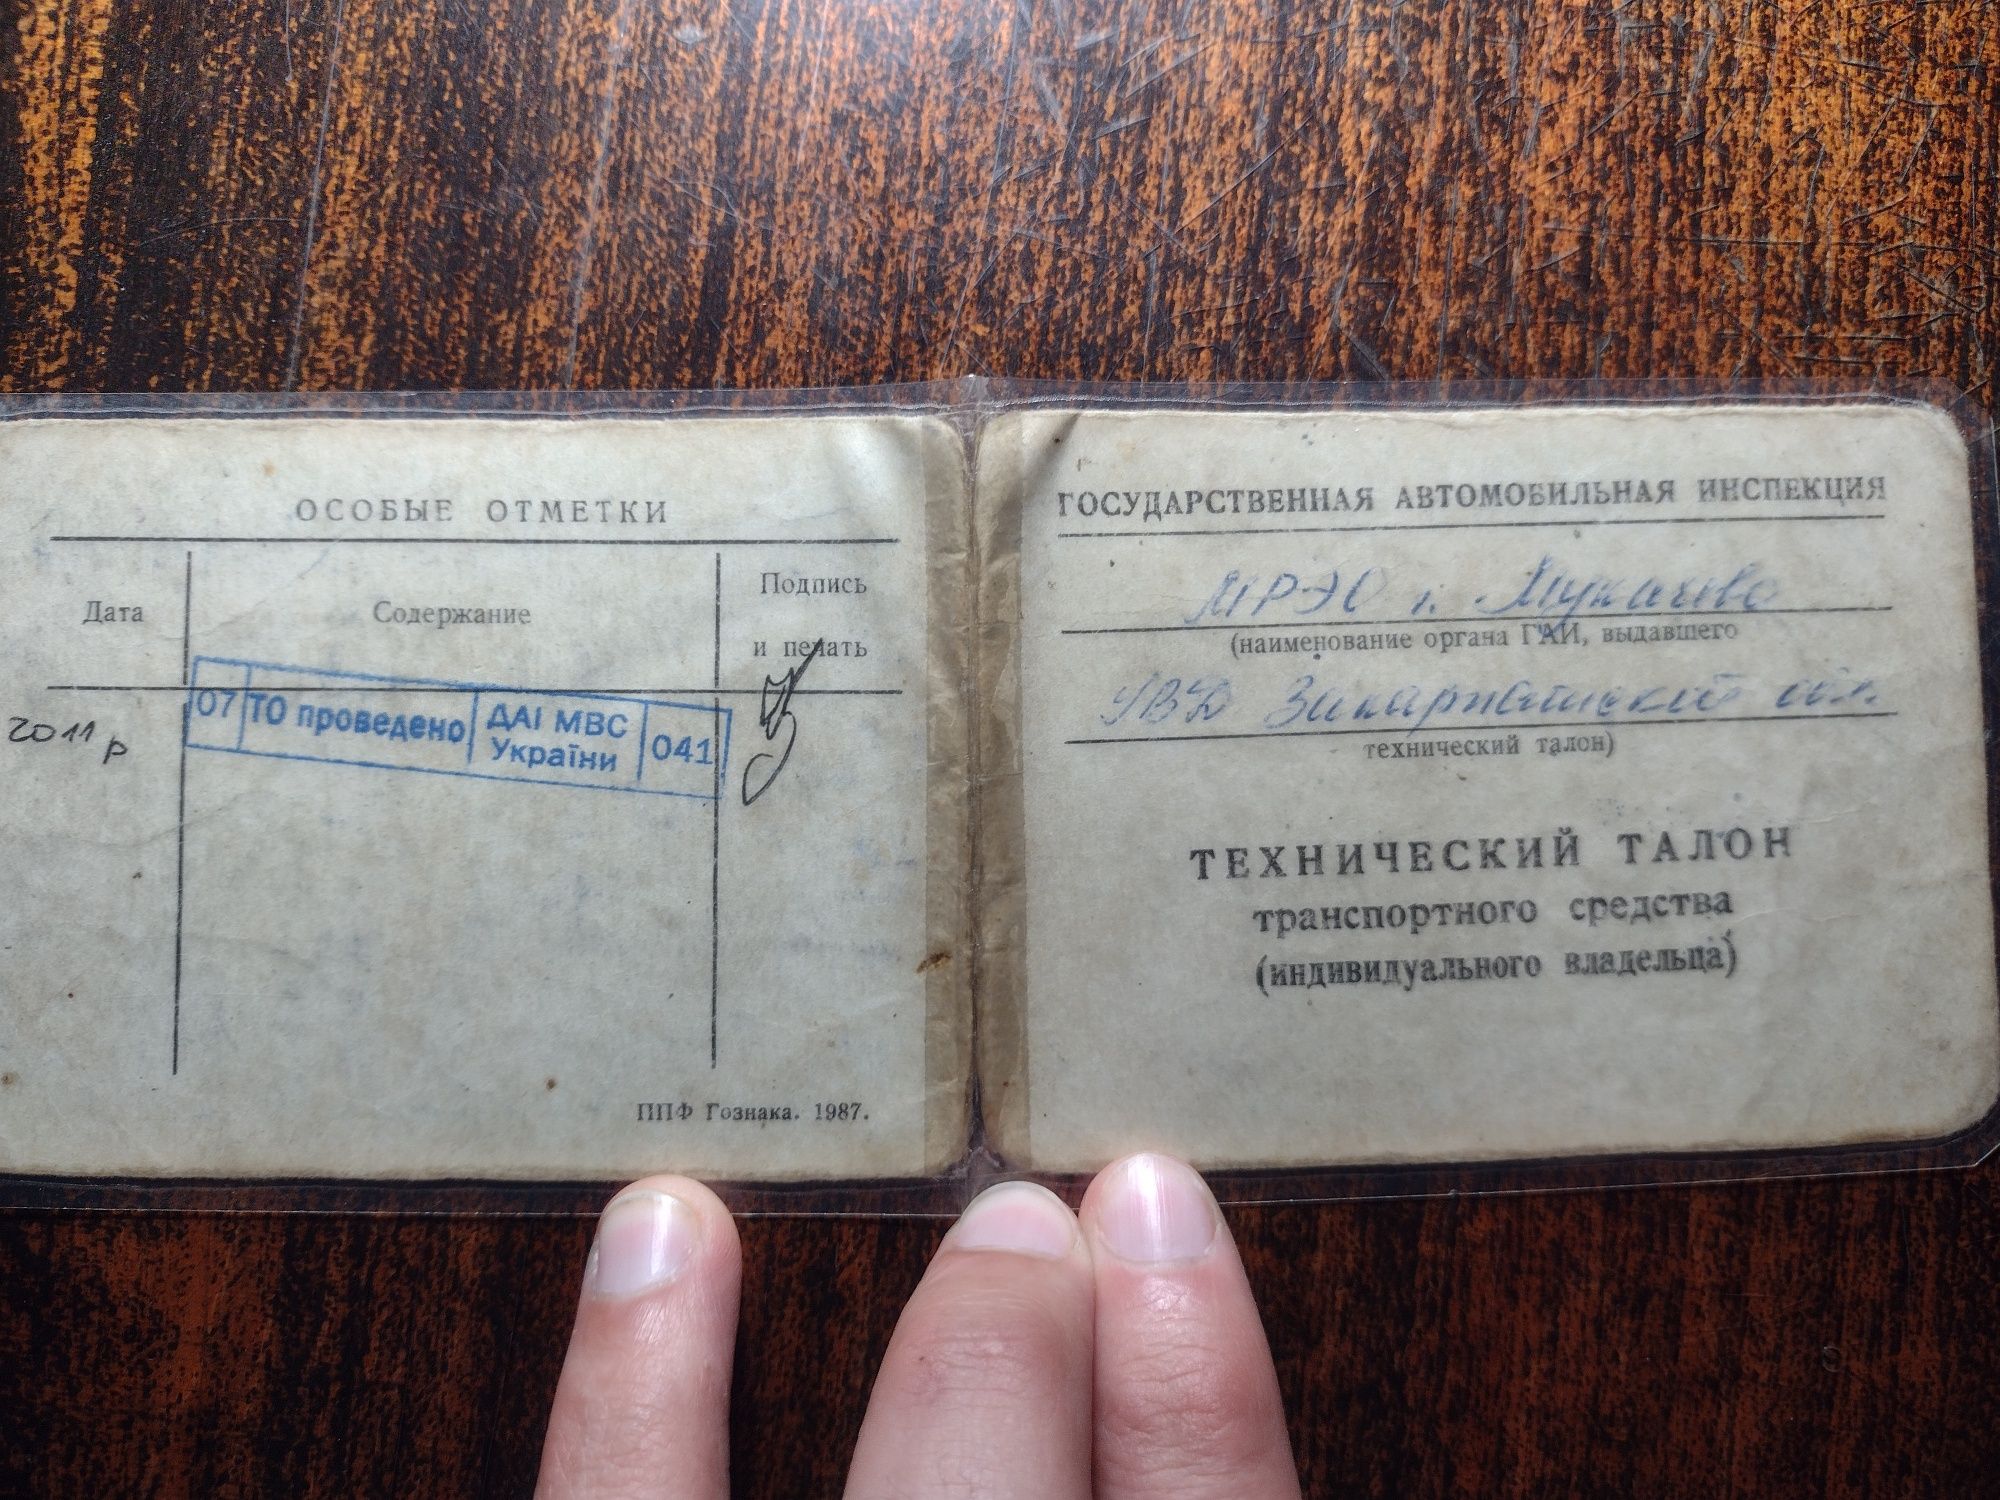 ОСОБЫЕ ОТМЕТКИ
Дата
Содержание
Подпись
и печать
2011 р
07 ТО проведено ДАІ МВС України 041
ППФ Гознака. 1987.
ГОСУДАРСТВЕННАЯ АВТОМОБИЛЬНАЯ ИНСПЕКЦИЯ
МРЭО г. Мукачево
(наименование органа ГАИ, выдавшего
УВД Закарпатской обл.
технический талон)
ТЕХНИЧЕСКИЙ ТАЛОН
транспортного средства
(индивидуального владельца)